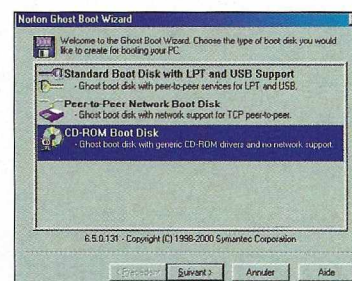 Norton Ghost Boot Wizard
Welcome to the Ghost Boot Wizard. Choose the type of boot disk you would
like to create for booting your PC.
Standard Boot Disk with LPT and USB Support
- Ghost boot disk with peer-to-peer services for LPT and USB.
Peer-to-Peer Network Boot Disk
- Ghost boot disk with network support for TCP peer-to-peer.
CD-ROM Boot Disk
- Ghost boot disk with generic CD-ROM drivers and no network support.
6.5.0.131 - Copyright (C) 1998-2000 Symantec Corporation
< Précédent Suivant > Annuler Aide